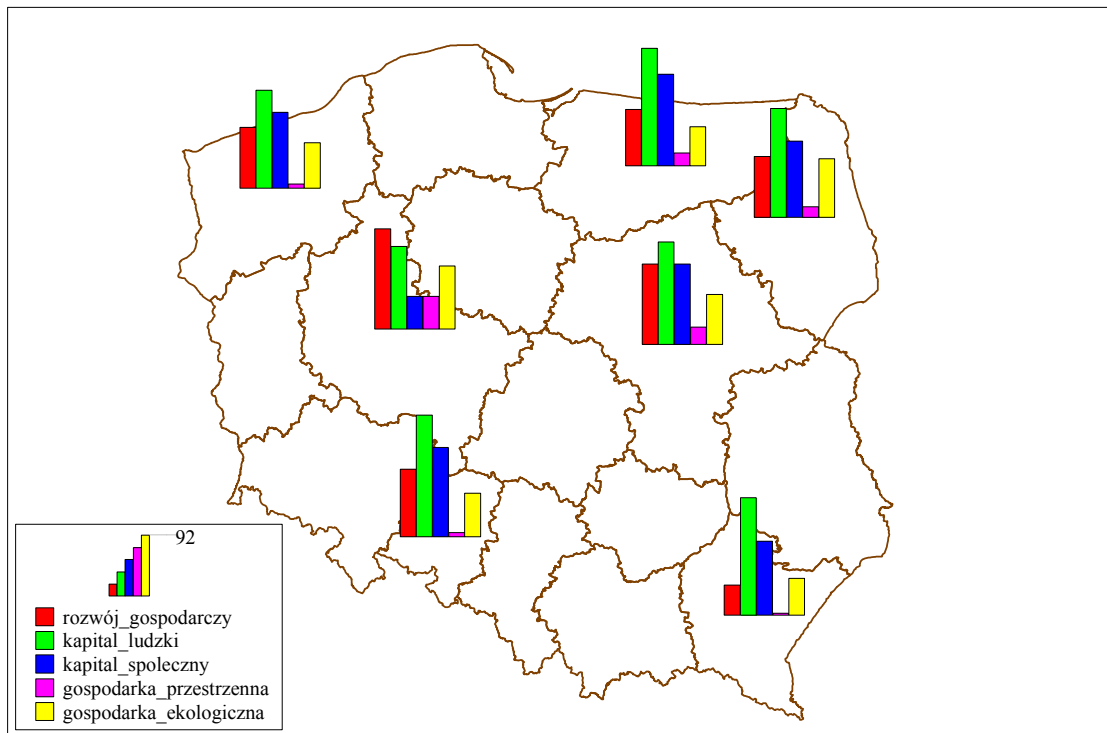 92
rozwój_gospodarczy
kapital_ludzki
kapital_spoleczny
gospodarka_przestrzenna
gospodarka_ekologiczna